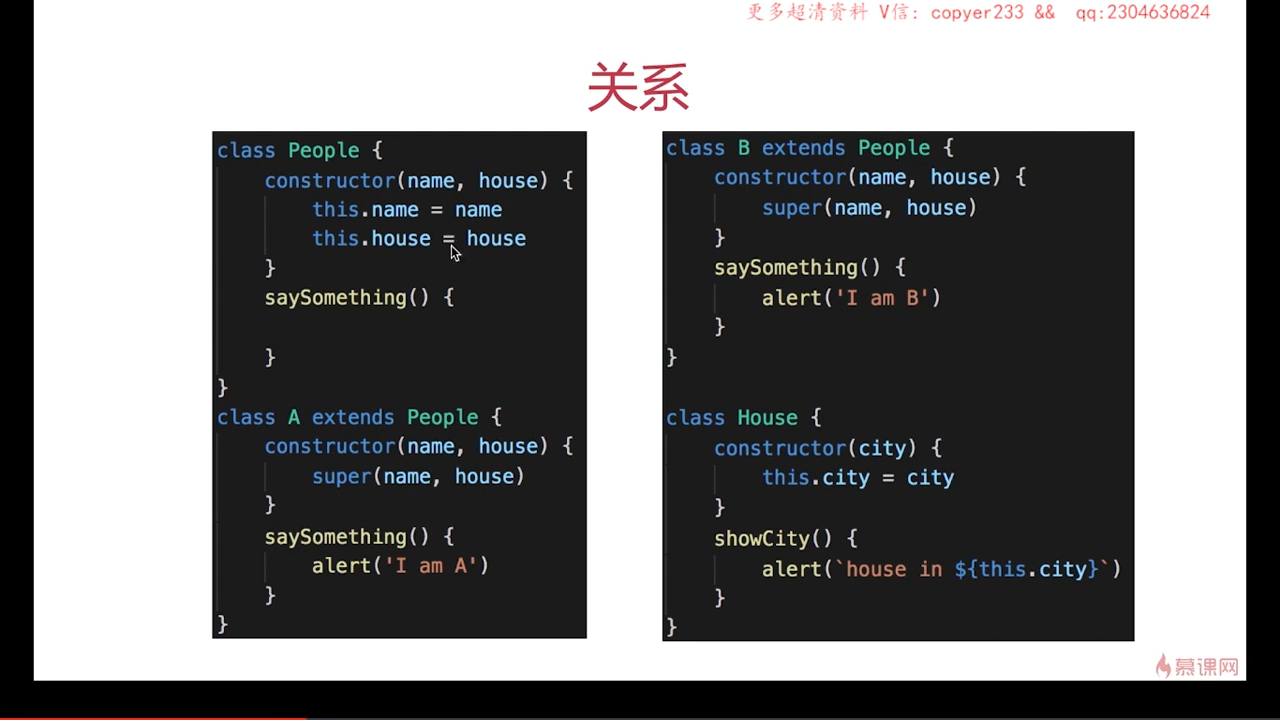 更多超清资料 V信: copyer233 && qq:2304636824
关系
class People {
constructor(name, house) {
this.name = name
this.house = house
}
saySomething() {
}
}
class A extends People {
constructor(name, house) {
super(name, house)
}
saySomething() {
alert('I am A')
}
}
class B extends People {
constructor(name, house) {
super(name, house)
}
saySomething() {
alert('I am B')
}
}
class House {
constructor(city) {
this.city = city
}
showCity() {
alert(`house in ${this.city}`)
}
}
慕课网